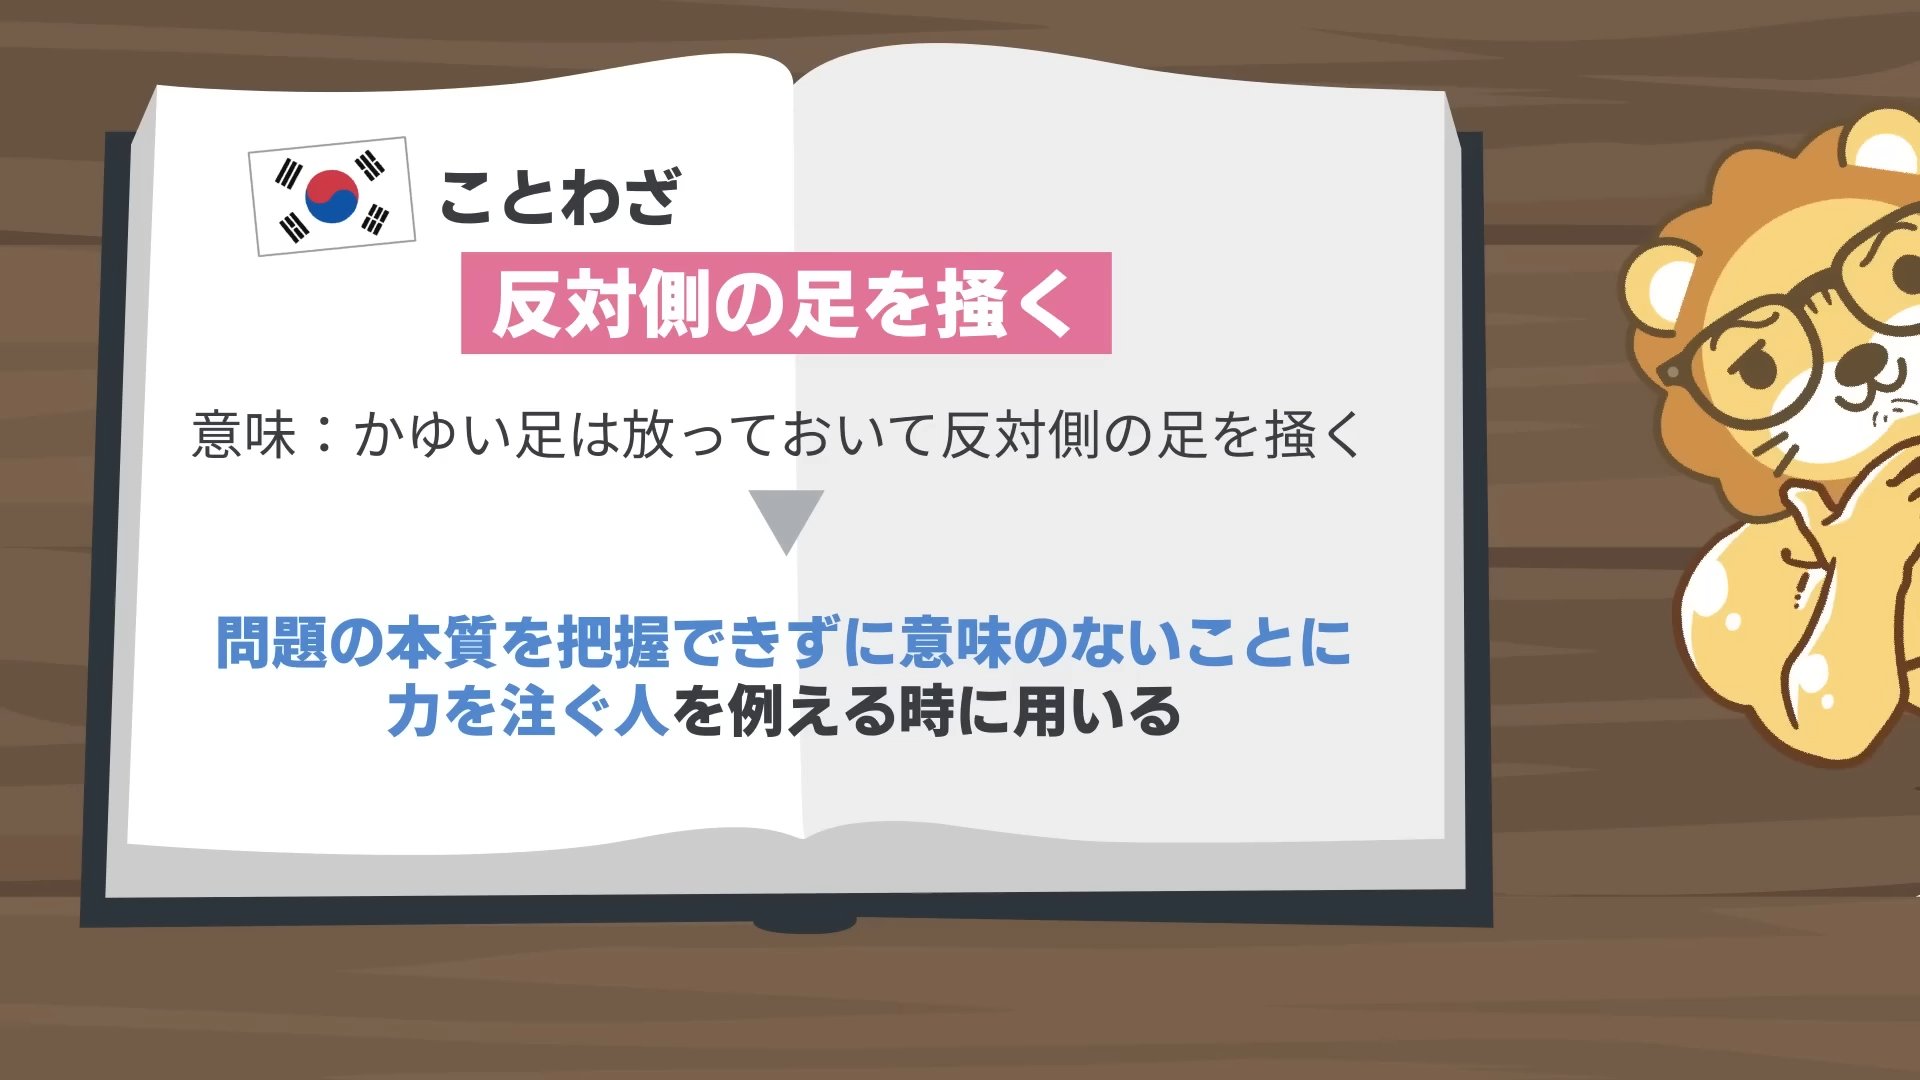 ことわざ
反対側の足を掻く
意味：かゆい足は放っておいて反対側の足を掻く
問題の本質を把握できずに意味のないことに
力を注ぐ人を例える時に用いる